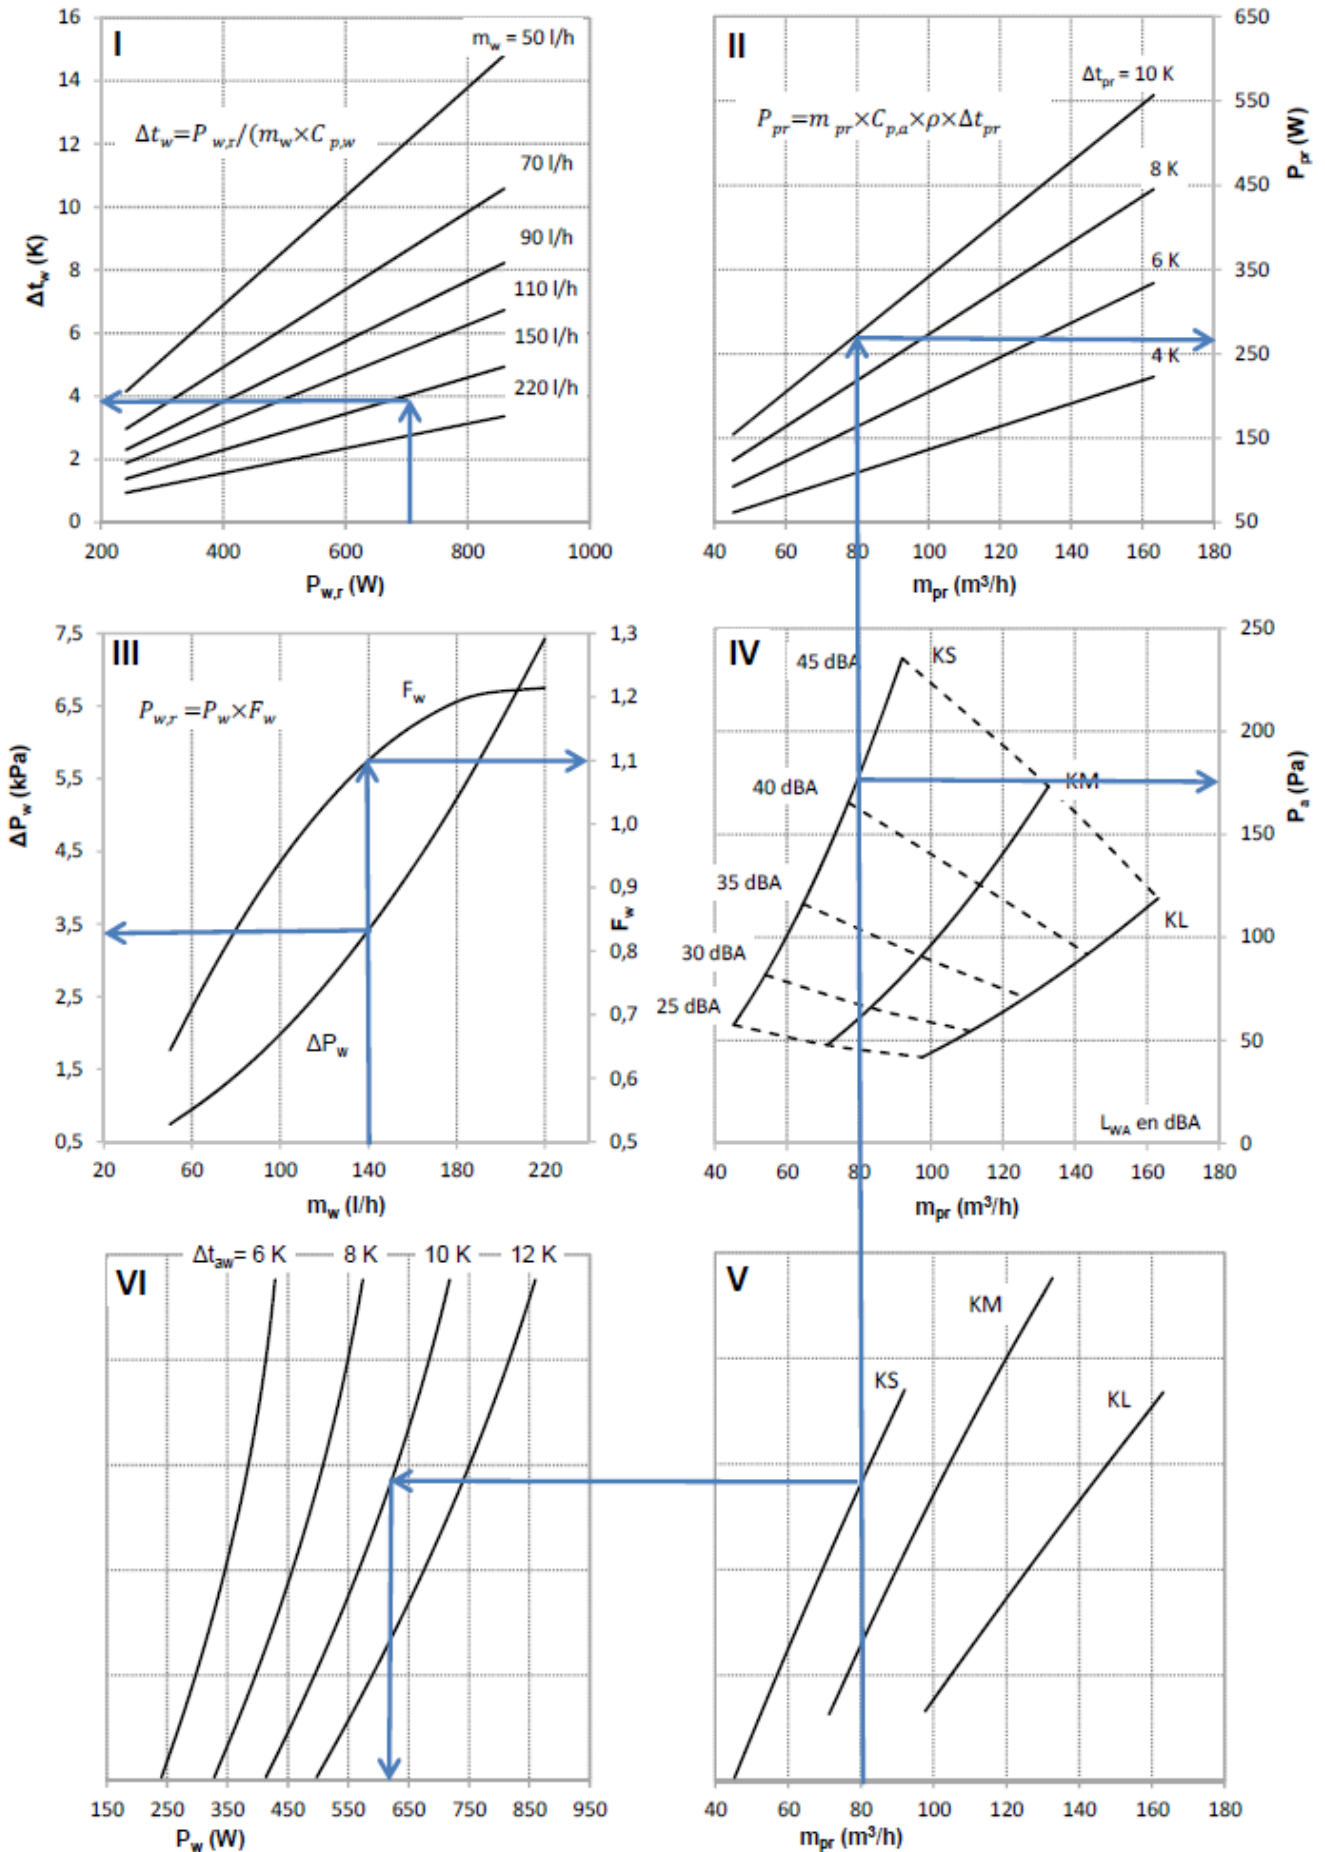 I
16
14
12
10
8
6
4
2
0
Δt_w (K)
m_w = 50 l/h
Δt_w=P_w,r/(m_w×C_p,w
70 l/h
90 l/h
110 l/h
150 l/h
220 l/h
200 400 600 800 1000
P_w,r (W)
II
650
550
450
350
250
150
50
P_pr (W)
Δt_pr = 10 K
P_pr=m_pr×C_p,a×ρ×Δt_pr
8 K
6 K
4 K
40 60 80 100 120 140 160 180
m_pr (m³/h)
III
7,5
6,5
5,5
4,5
3,5
2,5
1,5
0,5
ΔP_w (kPa)
P_w,r=P_w×F_w
F_w
ΔP_w
1,3
1,2
1,1
1,0
0,9
0,8
0,7
0,6
0,5
F_w
20 60 100 140 180 220
m_w (l/h)
IV
250
200
150
100
50
0
P_a (Pa)
45 dBA
KS
40 dBA
KM
35 dBA
KL
30 dBA
25 dBA
L_WA en dBA
40 60 80 100 120 140 160 180
m_pr (m³/h)
VI
Δt_aw= 6 K 8 K 10 K 12 K
150 250 350 450 550 650 750 850 950
P_w (W)
V
KM
KS
KL
40 60 80 100 120 140 160 180
m_pr (m³/h)